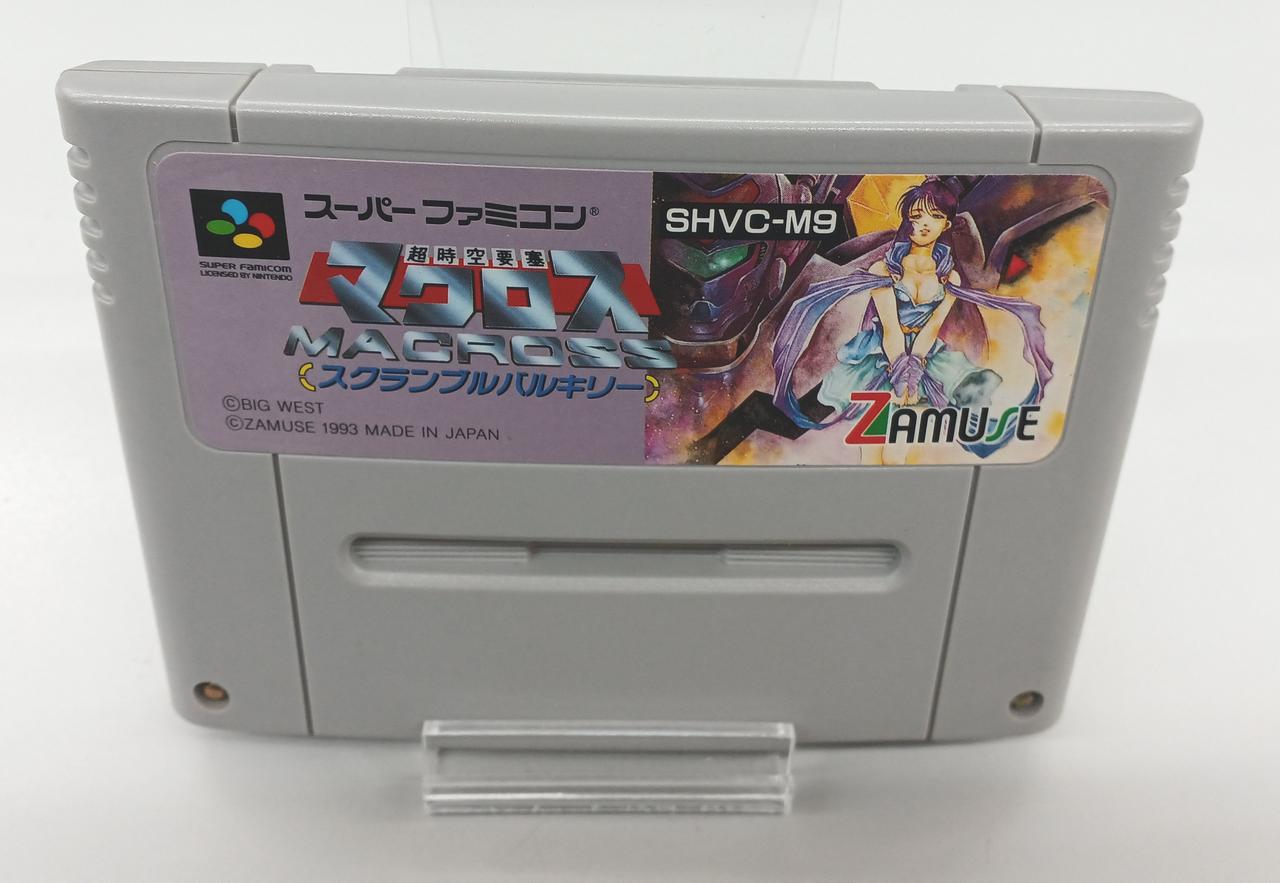 スーパーファミコン®
SUPER FAMICOM
LICENSED BY NINTENDO
超時空要塞
マクロス
MACROSS
スクランブルバルキリー
©BIG WEST
©ZAMUSE 1993 MADE IN JAPAN
SHVC-M9
ZAMUSE